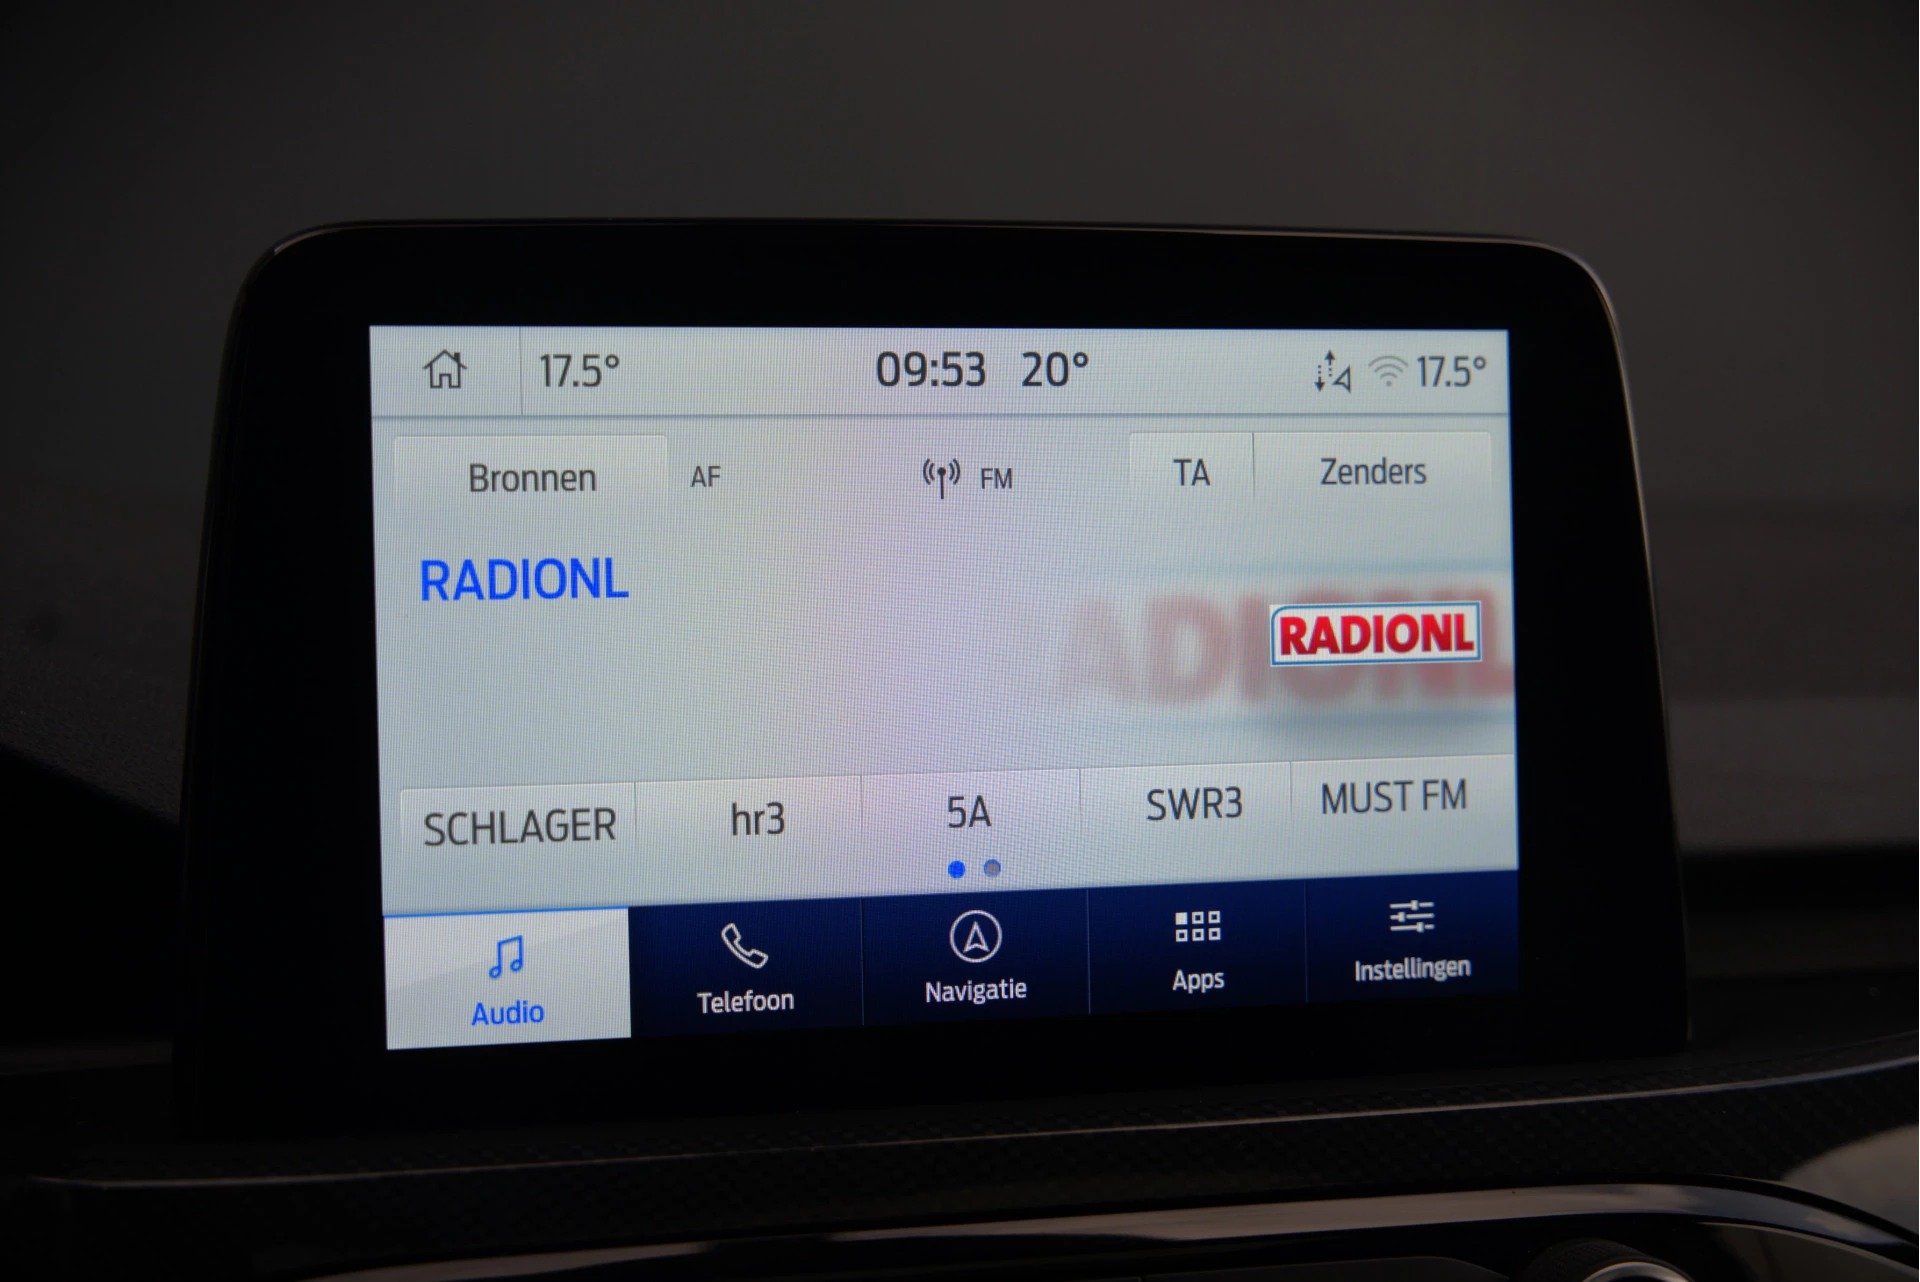 17.5° 09:53 20° 17.5°
Bronnen AF FM TA Zenders
RADIONL
ADIONL
RADIONL
SCHLAGER hr3 5A SWR3 MUST FM
Audio Telefoon Navigatie Apps Instellingen